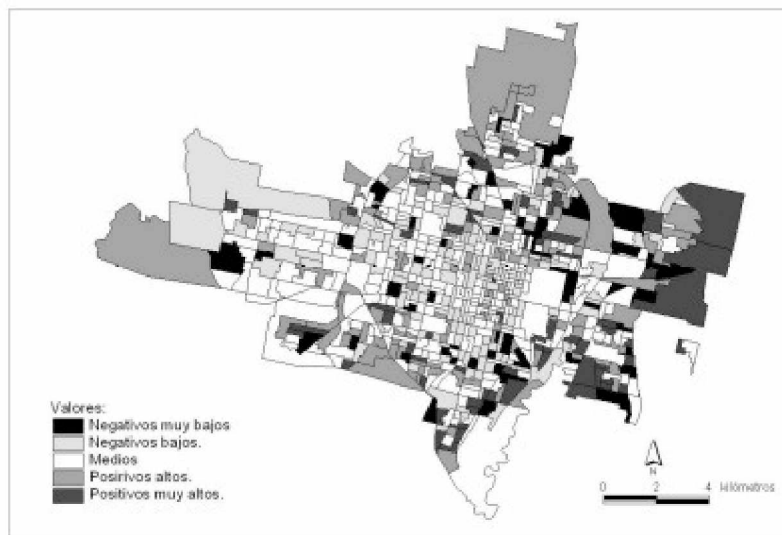 Valores:
Negativos muy bajos
Negativos bajos.
Medios
Posirivos altos.
Positivos muy altos.
N
0 2 4 kilómetros